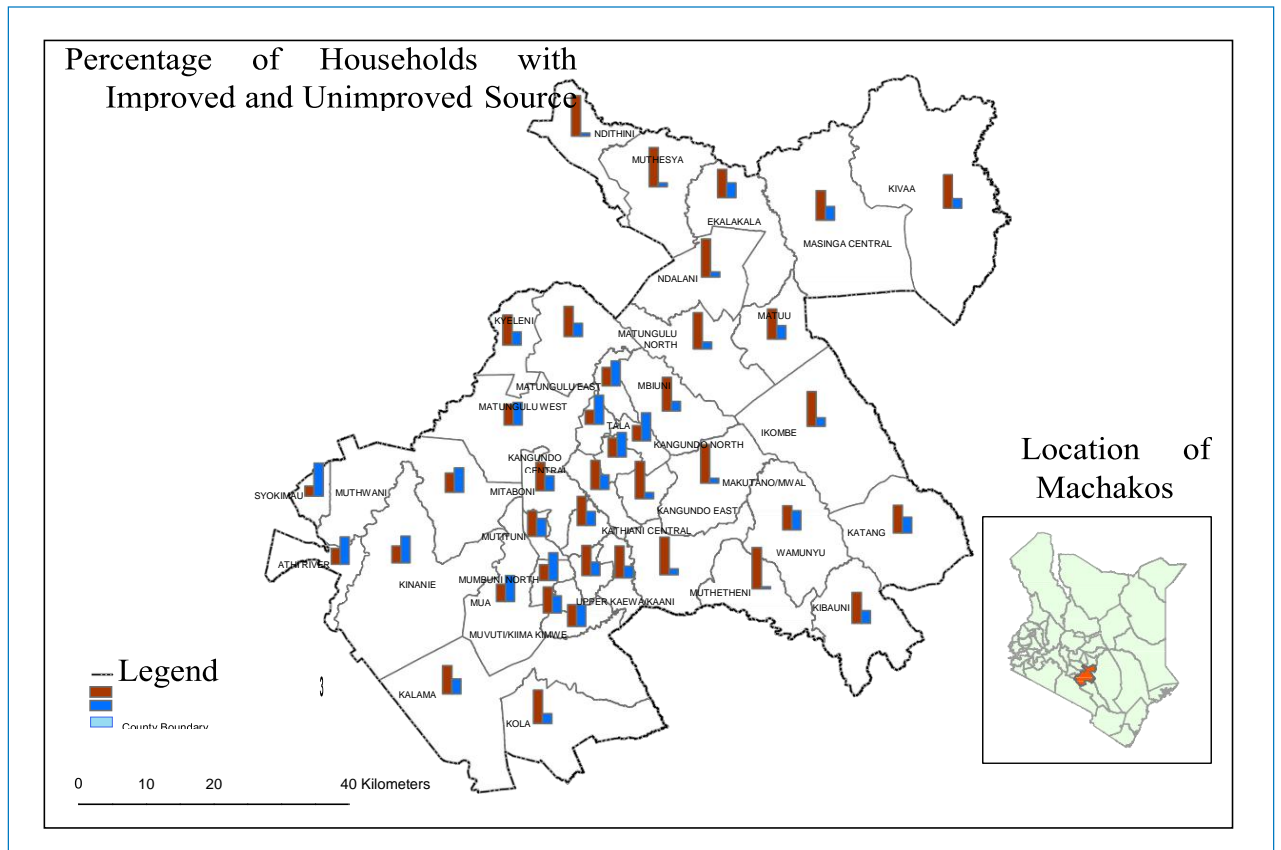 Percentage of Households with
Improved and Unimproved Source
NDITHINI
MUTHESYA
KIVAA
EKALAKALA
MASINGA CENTRAL
NDALANI
MATUU
KYELENI
MATUNGULU
NORTH
MATUNGULU EAST
MBIUNI
MATUNGULU WEST
TALA
IKOMBE
KANGUNDO NORTH
KANGUNDO
CENTRAL
Location of
Machakos
MAKUTANO/MWAL
MITABONI
SYOKIMAU
MUTHWANI
KANGUNDO EAST
KATHIANI CENTRAL
KATANG
MUTITUNI
WAMUNYU
ATHI RIVER
KINANIE
MUMBUNI NORTH
MUTHETHENI
MUA
UPPER KAEWA/KAANI
KIBAUNI
MUVUTI/KIIMA KIMWE
Legend
KALAMA
3
KOLA
County Boundary
0 10 20 40 Kilometers